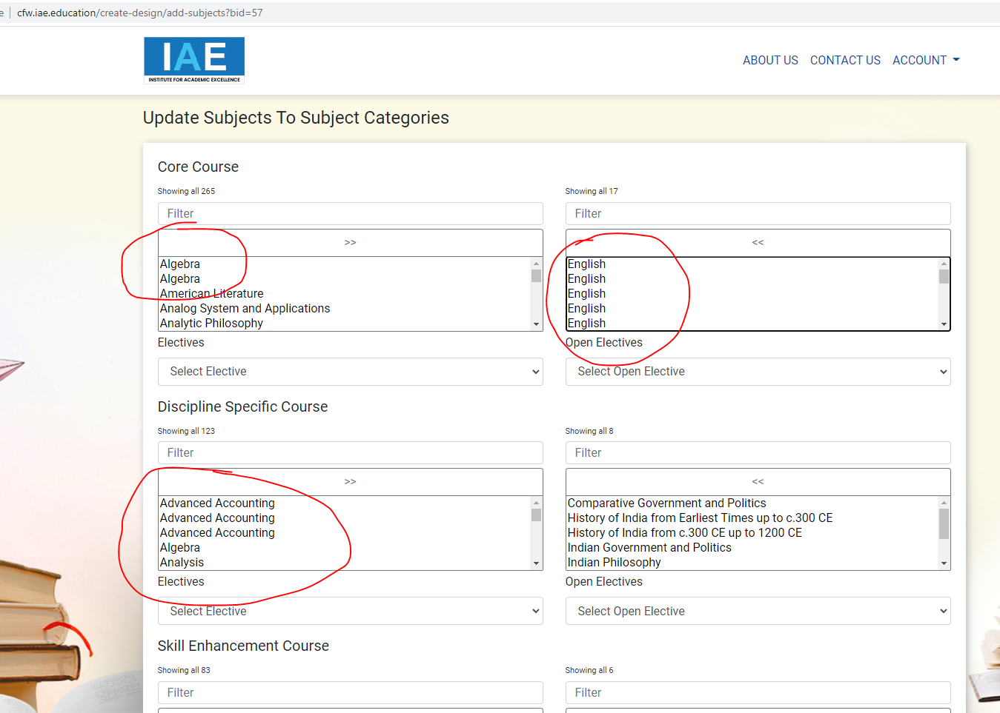 e cfw.iae.education/create-design/add-subjects?bid=57
IAE
INSTITUTE FOR ACADEMIC EXCELLENCE
ABOUT US CONTACT US ACCOUNT
Update Subjects To Subject Categories
Core Course
Showing all 265
Filter
>>
Algebra
Algebra
American Literature
Analog System and Applications
Analytic Philosophy
Electives
Select Elective
Showing all 17
Filter
<<
English
English
English
English
English
Open Electives
Select Open Elective
Discipline Specific Course
Showing all 123
Filter
>>
Advanced Accounting
Advanced Accounting
Advanced Accounting
Algebra
Analysis
Electives
Select Elective
Showing all 8
Filter
<<
Comparative Government and Politics
History of India from Earliest Times up to c.300 CE
History of India from c.300 CE up to 1200 CE
Indian Government and Politics
Indian Philosophy
Open Electives
Select Open Elective
Skill Enhancement Course
Showing all 83
Filter
Showing all 6
Filter